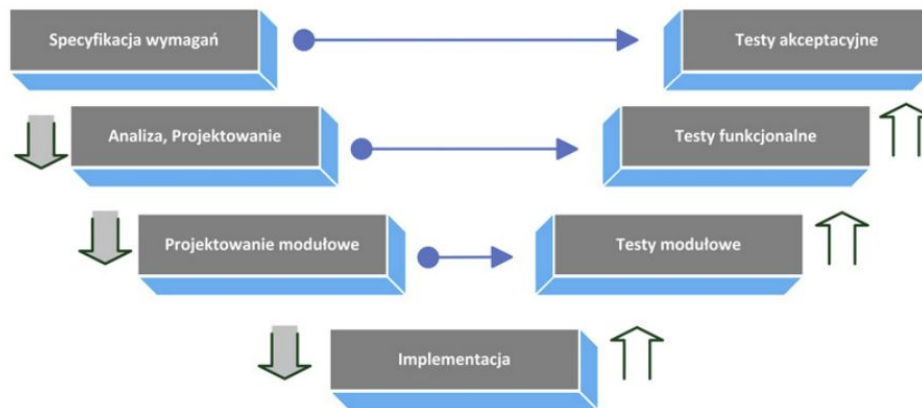 Specyfikacja wymagań
Testy akceptacyjne
Analiza, Projektowanie
Testy funkcjonalne
Projektowanie modułowe
Testy modułowe
Implementacja